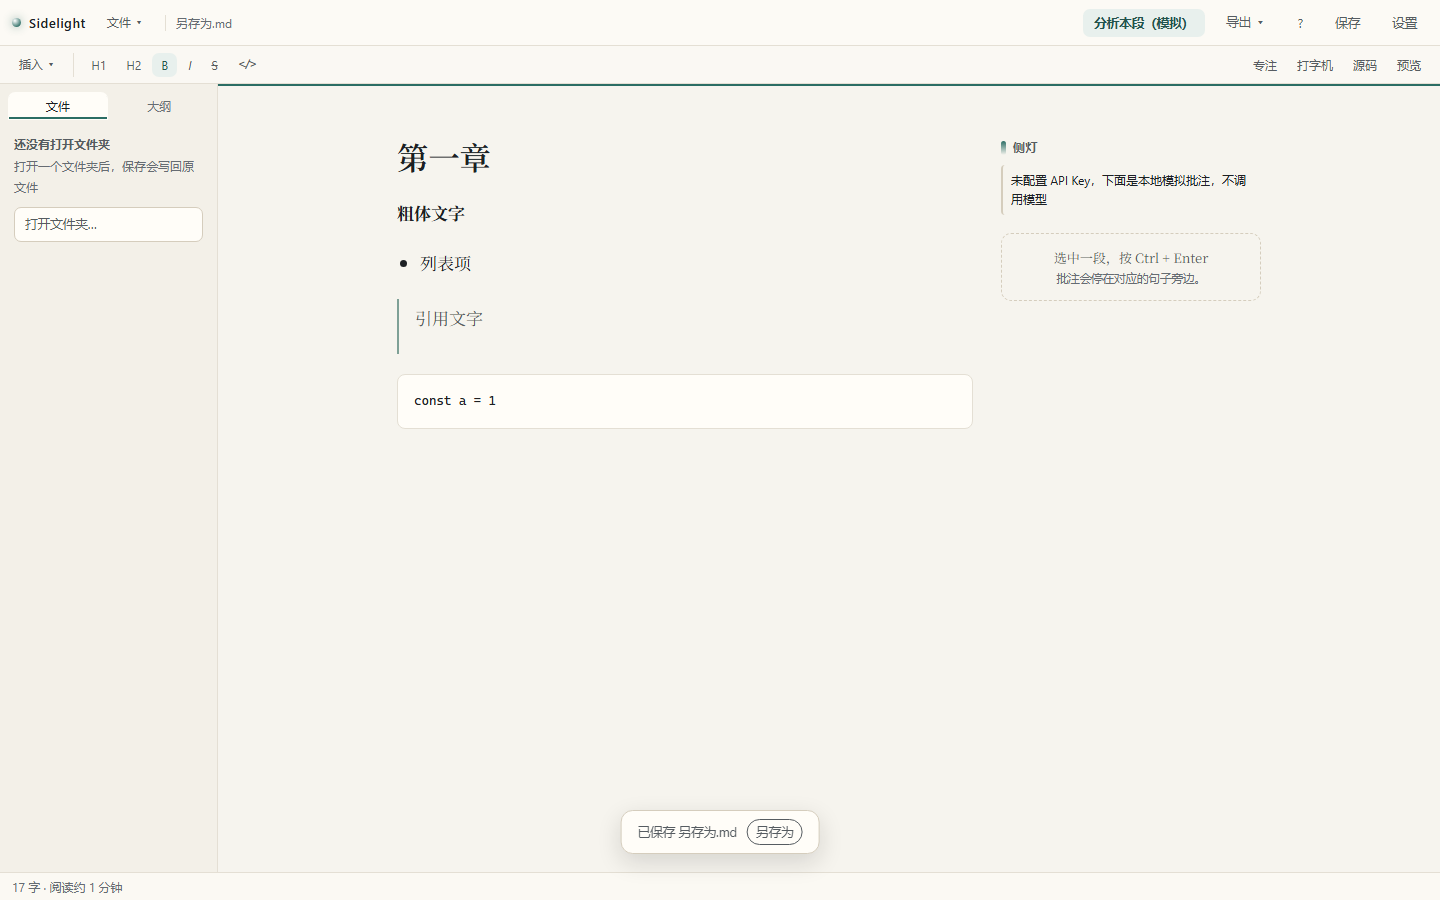 Sidelight 文件 另存为.md 分析本段（模拟） 导出 ? 保存 设置
插入 H1 H2 B I S </> 专注 打字机 源码 预览
文件 大纲
还没有打开文件夹
打开一个文件夹后，保存会写回原
文件
打开文件夹...
第一章
粗体文字
列表项
引用文字
const a = 1
侧灯
未配置 API Key，下面是本地模拟批注，不调
用模型
选中一段，按 Ctrl + Enter
批注会停在对应的句子旁边。
已保存 另存为.md 另存为
17 字 · 阅读约 1 分钟